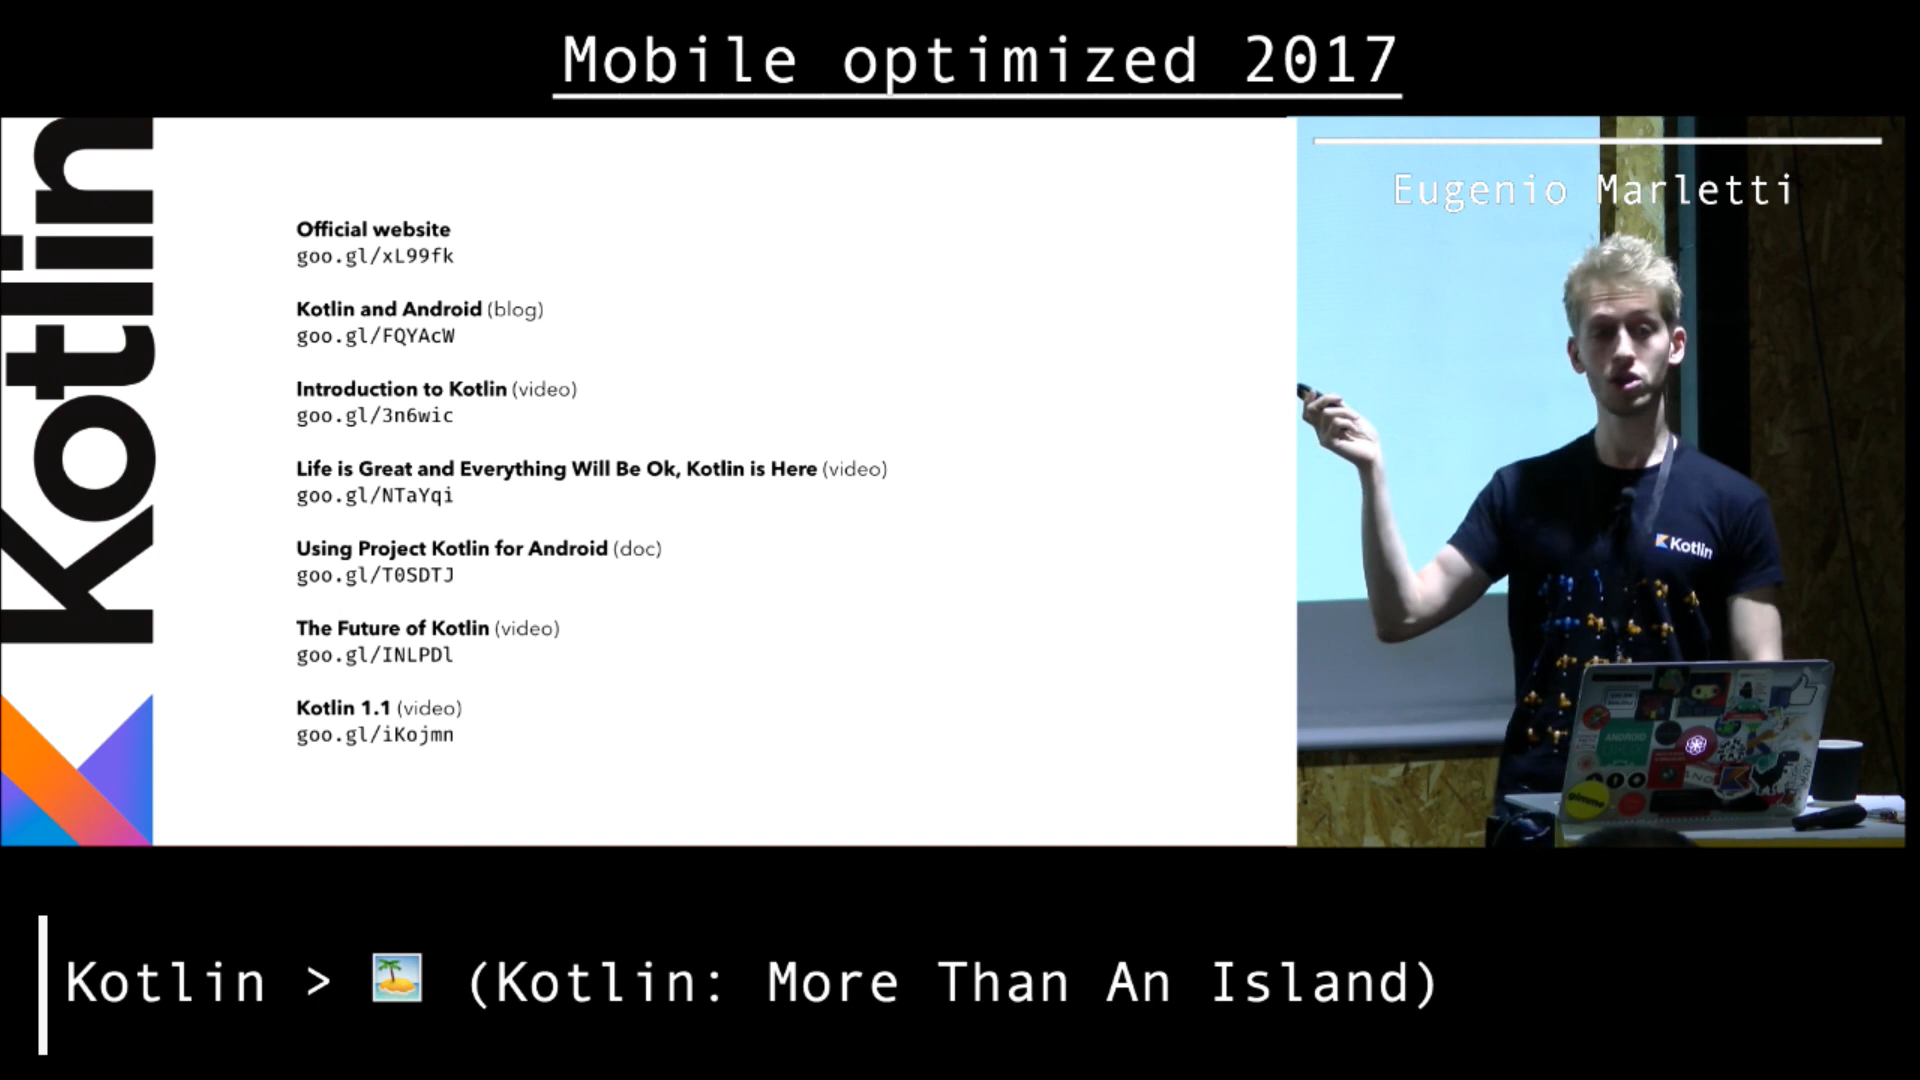 Mobile optimized 2017
Kotlin
Official website
goo.gl/xL99fk
Kotlin and Android (blog)
goo.gl/FQYAcW
Introduction to Kotlin (video)
goo.gl/3n6wic
Life is Great and Everything Will Be Ok, Kotlin is Here (video)
goo.gl/NTaYqi
Using Project Kotlin for Android (doc)
goo.gl/T0SDTJ
The Future of Kotlin (video)
goo.gl/INLPDl
Kotlin 1.1 (video)
goo.gl/iKojmn
Eugenio Marletti
Kotlin
ANDROID
gimmo
Kotlin > 🏝 (Kotlin: More Than An Island)